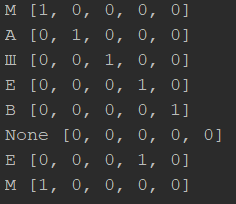 М [1, 0, 0, 0, 0]
А [0, 1, 0, 0, 0]
Ш [0, 0, 1, 0, 0]
Е [0, 0, 0, 1, 0]
В [0, 0, 0, 0, 1]
None [0, 0, 0, 0, 0]
Е [0, 0, 0, 1, 0]
М [1, 0, 0, 0, 0]